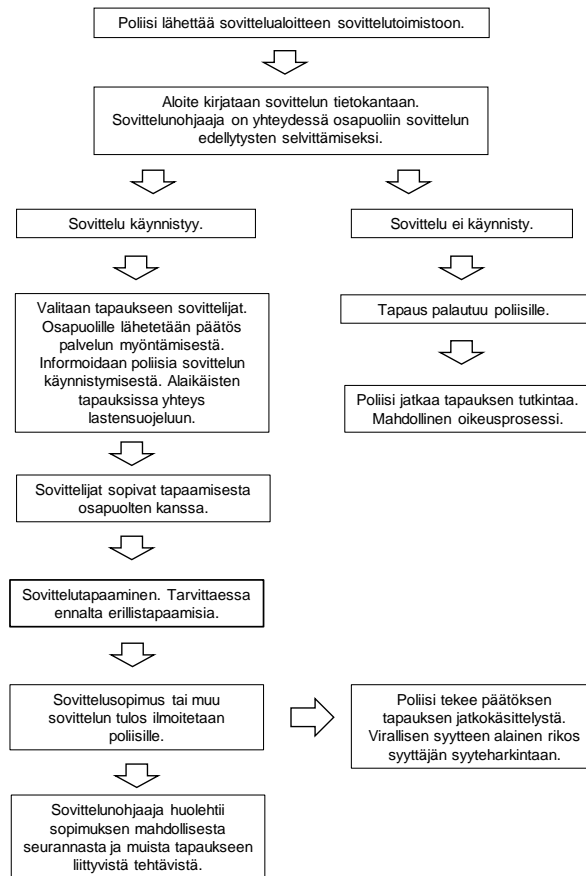 Poliisi lähettää sovittelualoitteen sovittelutoimistoon.
Aloite kirjataan sovittelun tietokantaan.
Sovittelunohjaaja on yhteydessä osapuoliin sovittelun
edellytysten selvittämiseksi.
Sovittelu käynnistyy.
Sovittelu ei käynnisty.
Valitaan tapaukseen sovittelijat.
Osapuolille lähetetään päätös
palvelun myöntämisestä.
Informoidaan poliisia sovittelun
käynnistymisestä. Alaikäisten
tapauksissa yhteys
lastensuojeluun.
Tapaus palautuu poliisille.
Poliisi jatkaa tapauksen tutkintaa.
Mahdollinen oikeusprosessi.
Sovittelijat sopivat tapaamisesta
osapuolten kanssa.
Sovittelutapaaminen. Tarvittaessa
ennalta erillistapaamisia.
Sovittelusopimus tai muu
sovittelun tulos ilmoitetaan
poliisille.
Poliisi tekee päätöksen
tapauksen jatkokäsittelystä.
Virallisen syytteen alainen rikos
syyttäjän syyteharkintaan.
Sovittelunohjaaja huolehtii
sopimuksen mahdollisesta
seurannasta ja muista tapaukseen
liittyvistä tehtävistä.